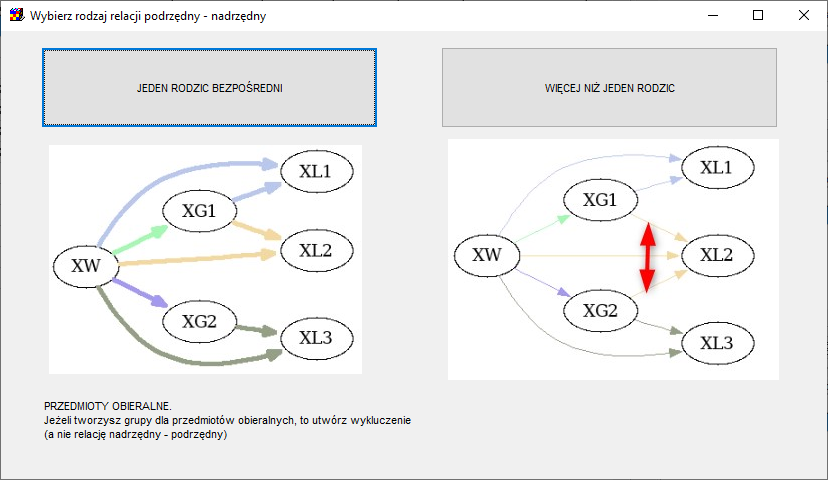 Wybierz rodzaj relacji podrzędny - nadrzędny
JEDEN RODZIC BEZPOŚREDNI
WIĘCEJ NIŻ JEDEN RODZIC
XL1
XG1
XL2
XW
XG2
XL3
XL1
XG1
XL2
XW
XG2
XL3
PRZEDMIOTY OBIERALNE.
Jeżeli tworzysz grupy dla przedmiotów obieralnych, to utwórz wykluczenie
(a nie relację nadrzędny - podrzędny)